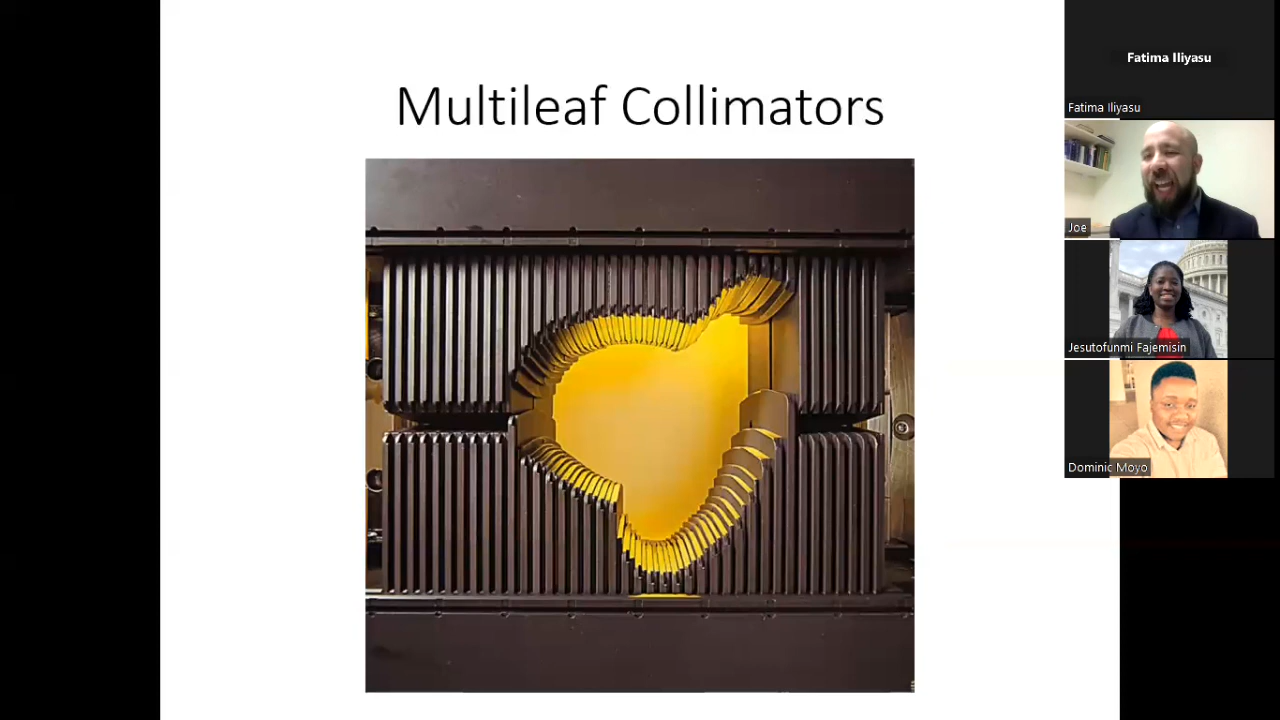 Multileaf Collimators
Fatima Iliyasu
Fatima Iliyasu
Joe
Jesutofunmi Fajemisin
Dominic Moyo